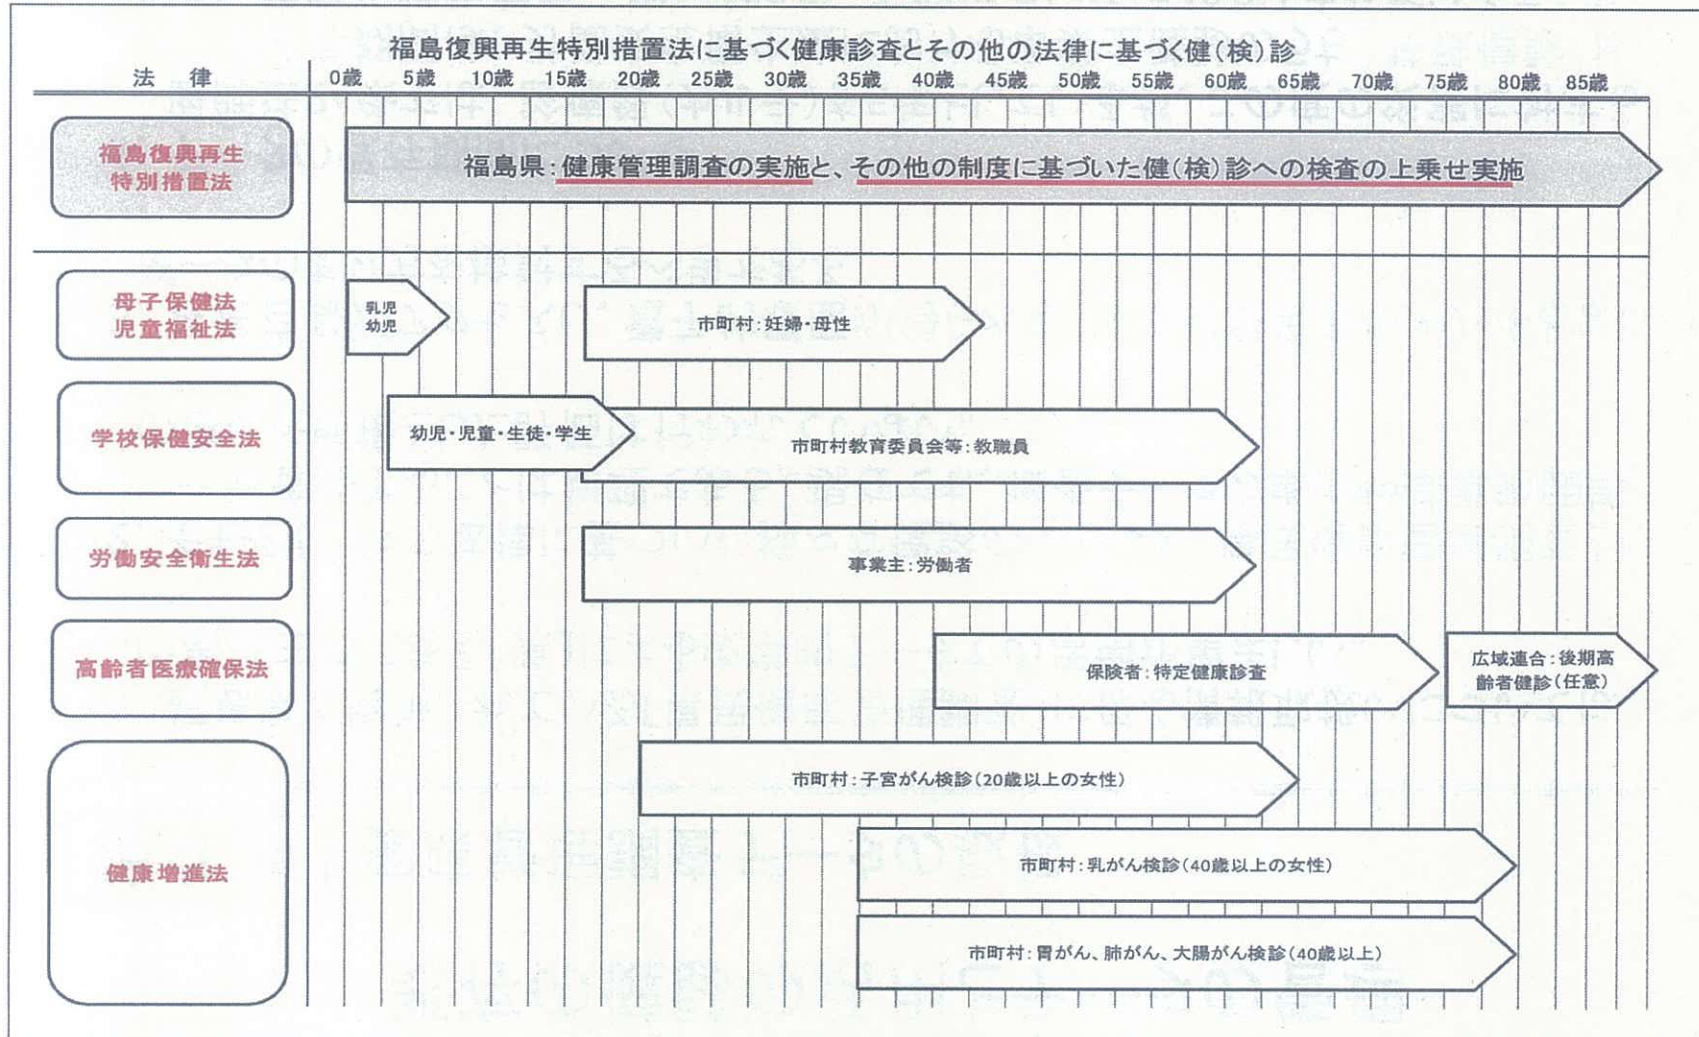 福島復興再生特別措置法に基づく健康診査とその他の法律に基づく健(検)診
法 律 0歳 5歳 10歳 15歳 20歳 25歳 30歳 35歳 40歳 45歳 50歳 55歳 60歳 65歳 70歳 75歳 80歳 85歳
福島復興再生
特別措置法
福島県:健康管理調査の実施と、その他の制度に基づいた健(検)診への検査の上乗せ実施
母子保健法
児童福祉法
乳児
幼児
市町村:妊婦・母性
学校保健安全法
幼児・児童・生徒・学生
市町村教育委員会等:教職員
労働安全衛生法
事業主:労働者
高齢者医療確保法
保険者:特定健康診査
広域連合:後期高
齢者健診(任意)
健康増進法
市町村:子宮がん検診(20歳以上の女性)
市町村:乳がん検診(40歳以上の女性)
市町村:胃がん、肺がん、大腸がん検診(40歳以上)